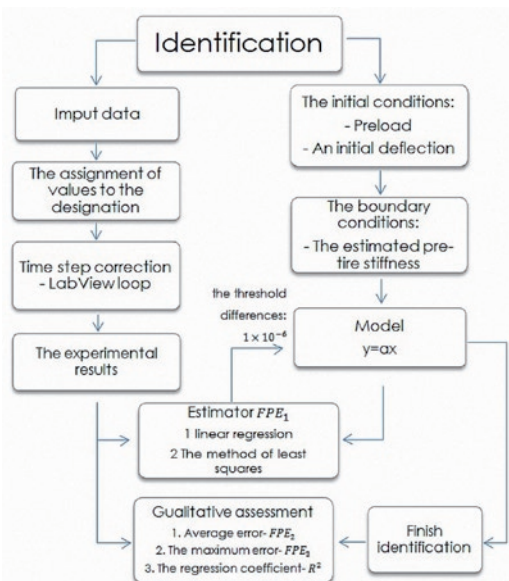 Identification
Imput data
The assignment of
values to the
designation
Time step correction
- LabView loop
The experimental
results
The initial conditions:
- Preload
- An initial deflection
The boundary
conditions:
- The estimated pre-
tire stiffness
the threshold
differences:
1 × 10⁻⁶
Model
y=ax
Estimator FPE₁
1 linear regression
2 The method of least
squares
Gualitative assessment
1. Average error- FPE₂
2. The maximum error- FPE₃
3. The regression coefficient- R²
Finish
identification